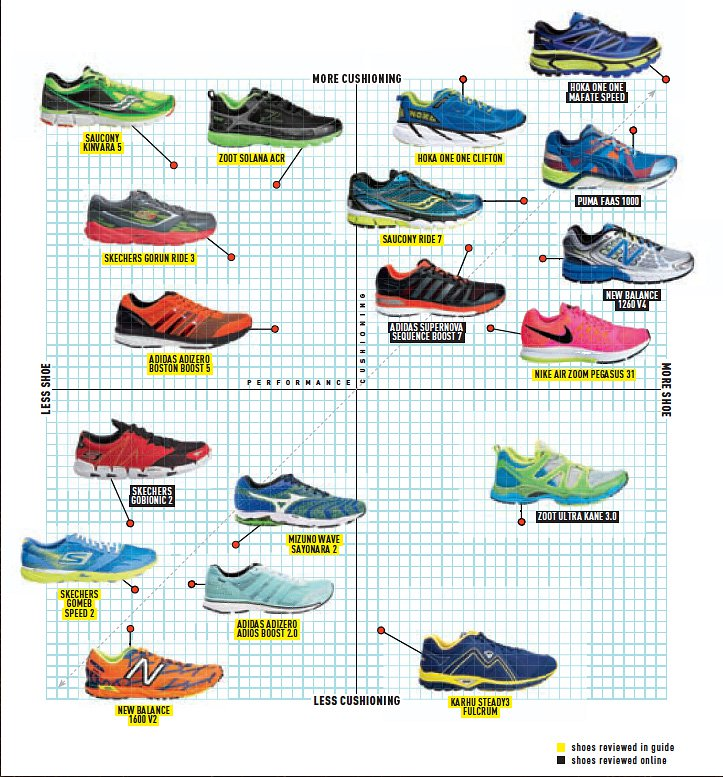 MORE CUSHIONING
HOKA ONE ONE
MAFATE SPEED
SAUCONY
KINVARA 5
ZOOT SOLANA ACR
HOKA
HOKA ONE ONE CLIFTON
PUMA FAAS 1000
SKECHERS GORUN RIDE 3
SAUCONY RIDE 7
N
NEW BALANCE
1260 V4
ADIDAS ADIZERO
BOSTON BOOST 5
ADIDAS SUPERNOVA
SEQUENCE BOOST 7
NIKE AIR ZOOM PEGASUS 31
LESS SHOE
PERFORMANCE
CUSHIONING
MORE SHOE
SKECHERS
GOBIONIC 2
ZOOT ULTRA KANE 3.0
MIZUNO WAVE
SAYONARA 2
S
SKECHERS
GOMEB
SPEED 2
ADIDAS ADIZERO
ADIOS BOOST 2.0
N
NEW BALANCE
1600 V2
LESS CUSHIONING
KARHU STEADY3
FULCRUM
shoes reviewed in guide
shoes reviewed online